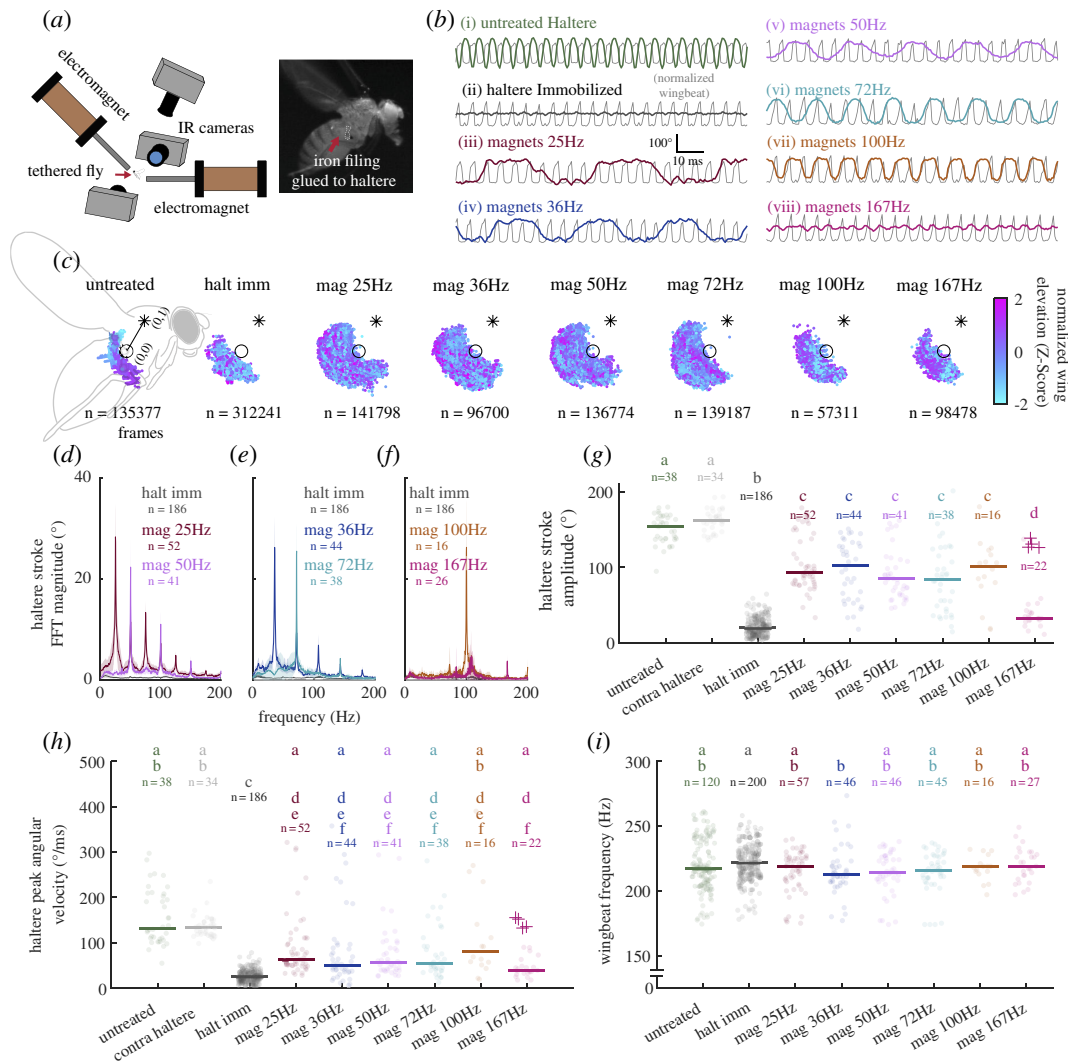 (a)
electromagnet
IR cameras
tethered fly
electromagnet
iron filing
glued to haltere
(b)
(i) untreated Haltere
(normalized
wingbeat)
(ii) haltere Immobilized
(iii) magnets 25Hz
100°
10 ms
(iv) magnets 36Hz
(v) magnets 50Hz
(vi) magnets 72Hz
(vii) magnets 100Hz
(viii) magnets 167Hz
(c)
untreated
halt imm
mag 25Hz
mag 36Hz
mag 50Hz
mag 72Hz
mag 100Hz
mag 167Hz
(0,1)
(0,0)
n = 135377
frames
n = 312241
n = 141798
n = 96700
n = 136774
n = 139187
n = 57311
n = 98478
2
0
-2
normalized wing
elevation (Z-Score)
(d)
haltere stroke
FFT magnitude (°)
40
20
0
halt imm
n = 186
mag 25Hz
n = 52
mag 50Hz
n = 41
0 100 200
(e)
halt imm
n = 186
mag 36Hz
n = 44
mag 72Hz
n = 38
0 100 200
frequency (Hz)
(f)
halt imm
n = 186
mag 100Hz
n = 16
mag 167Hz
n = 26
0 100 200
(g)
haltere stroke
amplitude (°)
200
100
0
a
n=38
a
n=34
b
n=186
c
n=52
c
n=44
c
n=41
c
n=38
c
n=16
d
n=22
untreated
contra haltere
halt imm
mag 25Hz
mag 36Hz
mag 50Hz
mag 72Hz
mag 100Hz
mag 167Hz
(h)
haltere peak angular
velocity (°/ms)
500
400
300
200
100
0
a
b
n=38
a
b
n=34
c
n=186
a
d
e
n=52
a
d
e
f
n=44
a
d
e
f
n=41
a
d
e
f
n=38
a
b
d
e
f
n=16
a
d
f
n=22
untreated
contra haltere
halt imm
mag 25Hz
mag 36Hz
mag 50Hz
mag 72Hz
mag 100Hz
mag 167Hz
(i)
wingbeat frequency (Hz)
300
250
200
150
0
a
b
n=120
a
n=200
a
b
n=57
b
n=46
a
b
n=46
a
b
n=45
a
b
n=16
a
b
n=27
untreated
halt imm
mag 25Hz
mag 36Hz
mag 50Hz
mag 72Hz
mag 100Hz
mag 167Hz